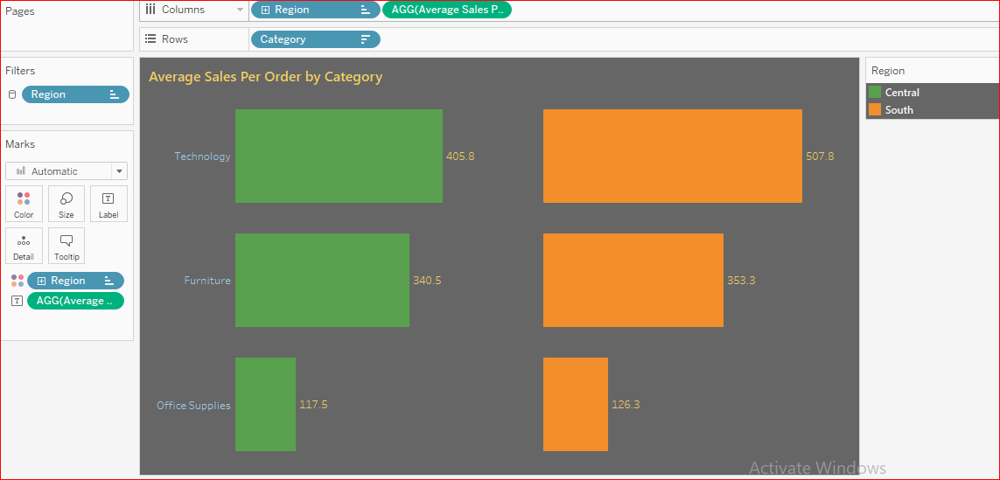 Pages
Columns
Region
AGG(Average Sales P..
Rows
Category
Filters
Region
Marks
Automatic
Color
Size
Label
Detail
Tooltip
Region
AGG(Average ..
Average Sales Per Order by Category
Technology
405.8
507.8
Furniture
340.5
353.3
Office Supplies
117.5
126.3
Region
Central
South
Activate Windows